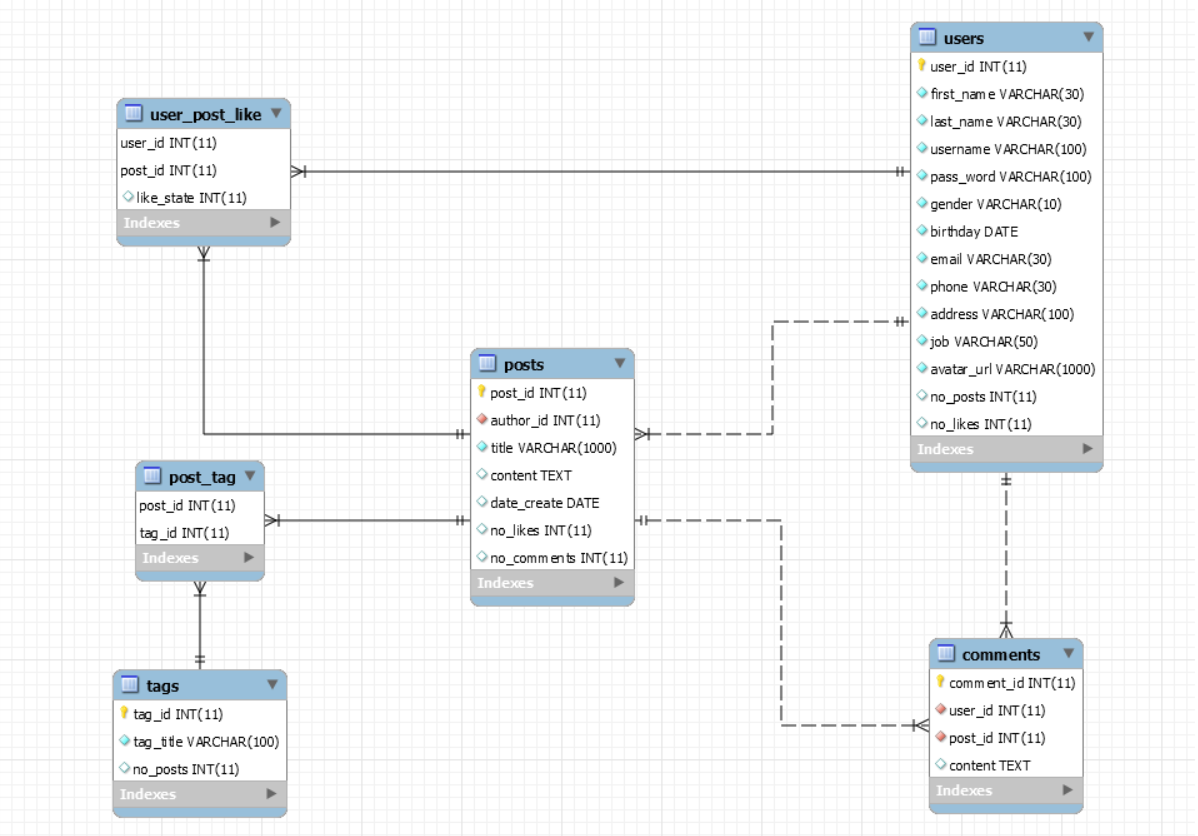 users
user_id INT(11)
first_name VARCHAR(30)
last_name VARCHAR(30)
username VARCHAR(100)
pass_word VARCHAR(100)
gender VARCHAR(10)
birthday DATE
email VARCHAR(30)
phone VARCHAR(30)
address VARCHAR(100)
job VARCHAR(50)
avatar_url VARCHAR(1000)
no_posts INT(11)
no_likes INT(11)
Indexes
user_post_like
user_id INT(11)
post_id INT(11)
like_state INT(11)
Indexes
posts
post_id INT(11)
author_id INT(11)
title VARCHAR(1000)
content TEXT
date_create DATE
no_likes INT(11)
no_comments INT(11)
Indexes
post_tag
post_id INT(11)
tag_id INT(11)
Indexes
tags
tag_id INT(11)
tag_title VARCHAR(100)
no_posts INT(11)
Indexes
comments
comment_id INT(11)
user_id INT(11)
post_id INT(11)
content TEXT
Indexes